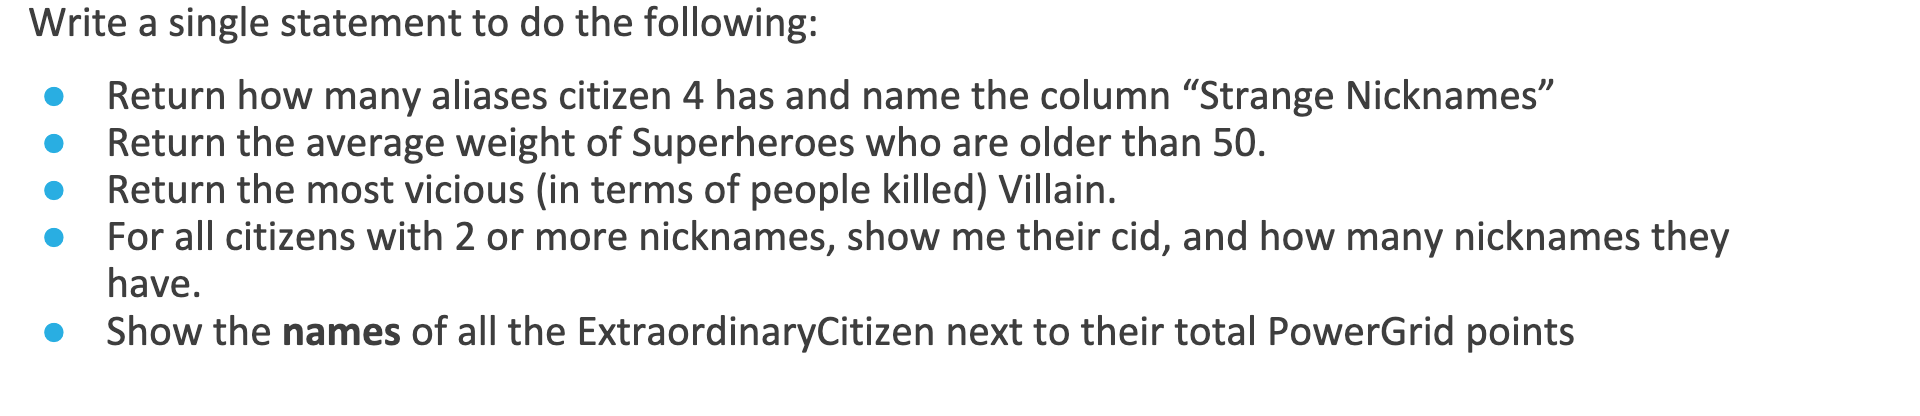 Write a single statement to do the following:
● Return how many aliases citizen 4 has and name the column “Strange Nicknames”
● Return the average weight of Superheroes who are older than 50.
● Return the most vicious (in terms of people killed) Villain.
● For all citizens with 2 or more nicknames, show me their cid, and how many nicknames they
have.
● Show the names of all the ExtraordinaryCitizen next to their total PowerGrid points